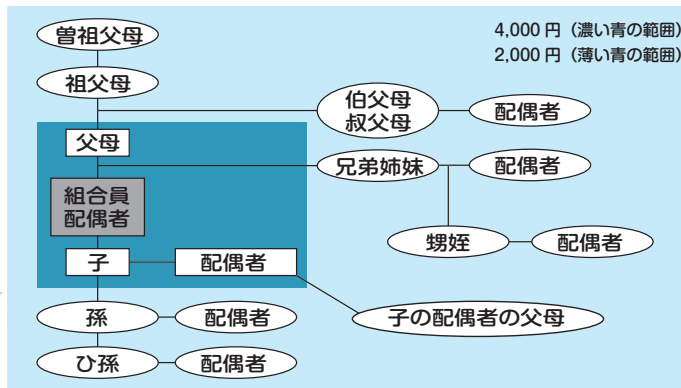 曽祖父母
4,000 円（濃い青の範囲）
2,000 円（薄い青の範囲）
祖父母
伯父母
叔父母
配偶者
父母
兄弟姉妹
配偶者
組合員
配偶者
甥姪
配偶者
子
配偶者
孫
配偶者
子の配偶者の父母
ひ孫
配偶者